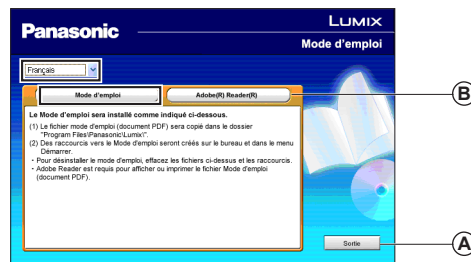 Panasonic
LUMIX
Mode d'emploi
Français
Mode d'emploi
Adobe(R) Reader(R)
B
Le Mode d'emploi sera installé comme indiqué ci-dessous.
(1) Le fichier mode d'emploi (document PDF) sera copié dans le dossier
"Program Files\Panasonic\Lumix\".
(2) Des raccourcis vers le Mode d'emploi seront créés sur le bureau et dans le menu
Démarrer.
・Pour désinstaller le mode d'emploi, effacez les fichiers ci-dessus et les raccourcis.
・Adobe Reader est requis pour afficher ou imprimer le fichier Mode d'emploi
(document PDF).
Sortie
A